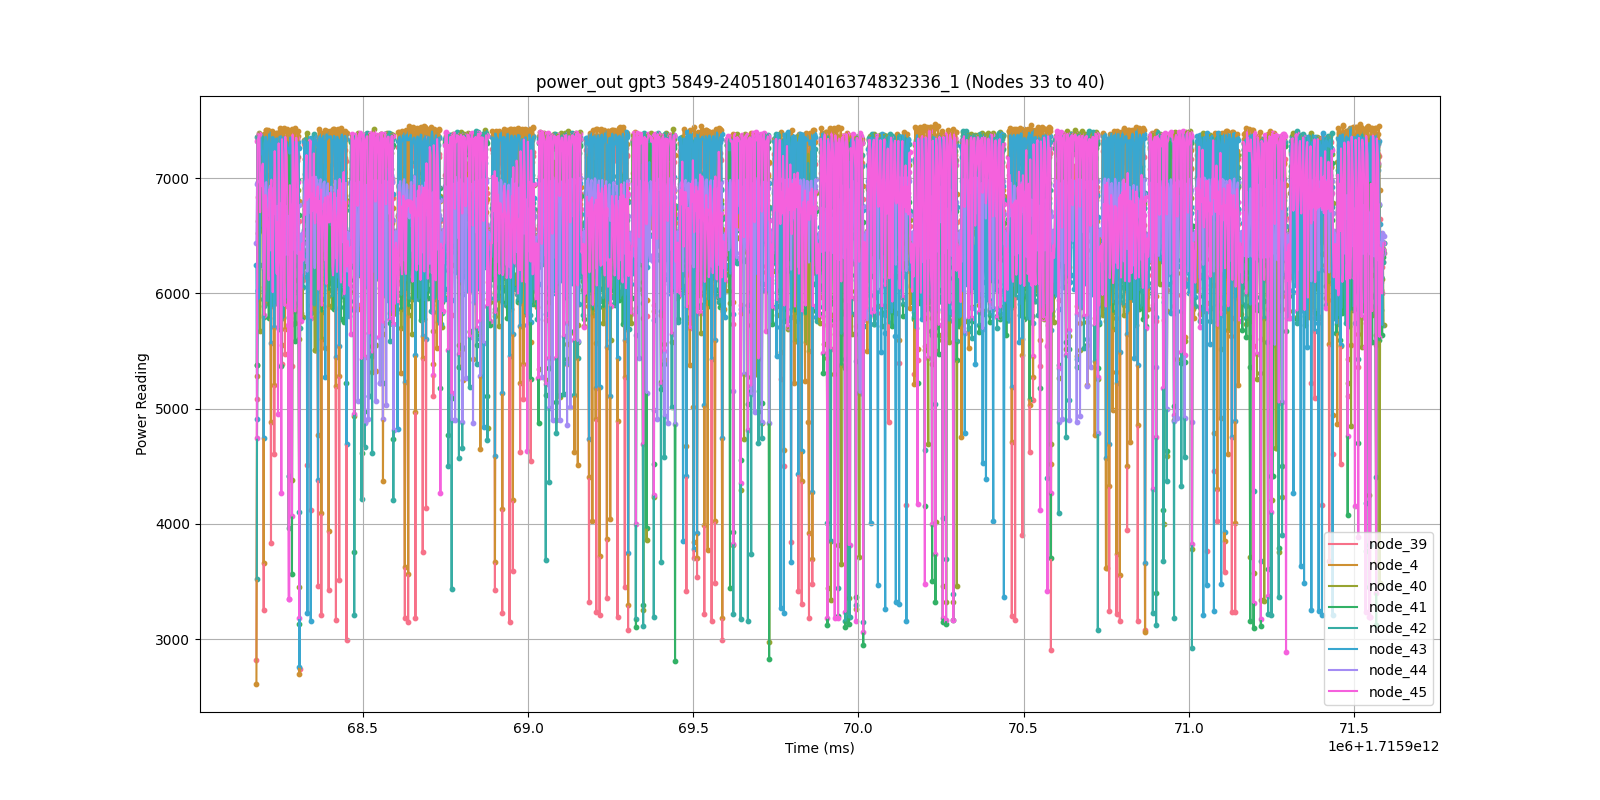 power_out gpt3 5849-240518014016374832336_1 (Nodes 33 to 40)
Power Reading
7000
6000
5000
4000
3000
68.5
69.0
69.5
70.0
70.5
71.0
71.5
Time (ms)
1e6+1.7159e12
node_39
node_4
node_40
node_41
node_42
node_43
node_44
node_45